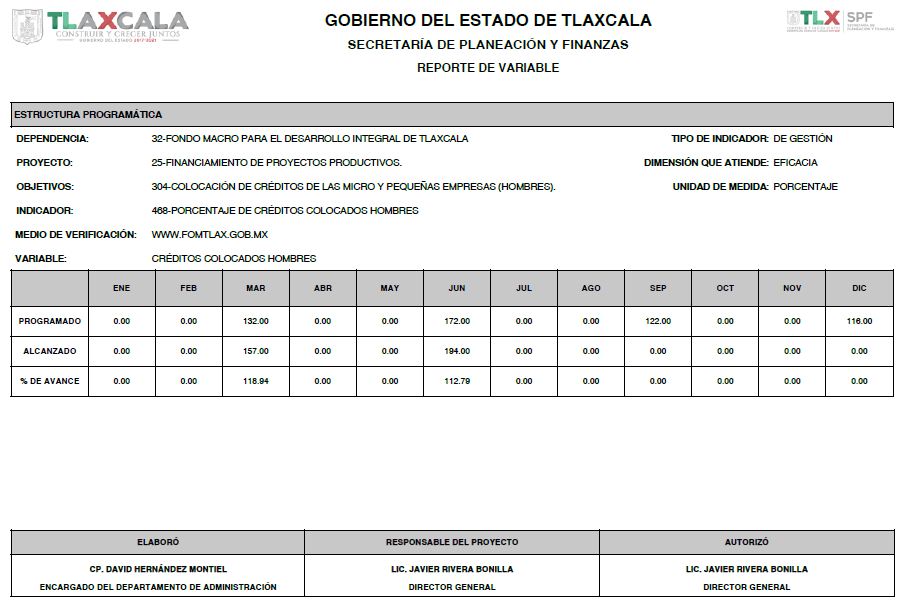 TLAXCALA
CONSTRUIR Y CRECER JUNTOS
GOBIERNO DEL ESTADO 2017-2021
GOBIERNO DEL ESTADO DE TLAXCALA
SECRETARÍA DE PLANEACIÓN Y FINANZAS
REPORTE DE VARIABLE
TLX SPF
SECRETARÍA DE
PLANEACIÓN Y FINANZAS
ESTRUCTURA PROGRAMÁTICA
DEPENDENCIA: 32-FONDO MACRO PARA EL DESARROLLO INTEGRAL DE TLAXCALA TIPO DE INDICADOR: DE GESTIÓN
PROYECTO: 25-FINANCIAMIENTO DE PROYECTOS PRODUCTIVOS. DIMENSIÓN QUE ATIENDE: EFICACIA
OBJETIVOS: 304-COLOCACIÓN DE CRÉDITOS DE LAS MICRO Y PEQUEÑAS EMPRESAS (HOMBRES). UNIDAD DE MEDIDA: PORCENTAJE
INDICADOR: 468-PORCENTAJE DE CRÉDITOS COLOCADOS HOMBRES
MEDIO DE VERIFICACIÓN: WWW.FOMTLAX.GOB.MX
VARIABLE: CRÉDITOS COLOCADOS HOMBRES
ENE FEB MAR ABR MAY JUN JUL AGO SEP OCT NOV DIC
PROGRAMADO 0.00 0.00 132.00 0.00 0.00 172.00 0.00 0.00 122.00 0.00 0.00 116.00
ALCANZADO 0.00 0.00 157.00 0.00 0.00 194.00 0.00 0.00 0.00 0.00 0.00 0.00
% DE AVANCE 0.00 0.00 118.94 0.00 0.00 112.79 0.00 0.00 0.00 0.00 0.00 0.00
ELABORÓ RESPONSABLE DEL PROYECTO AUTORIZÓ
CP. DAVID HERNÁNDEZ MONTIEL LIC. JAVIER RIVERA BONILLA LIC. JAVIER RIVERA BONILLA
ENCARGADO DEL DEPARTAMENTO DE ADMINISTRACIÓN DIRECTOR GENERAL DIRECTOR GENERAL